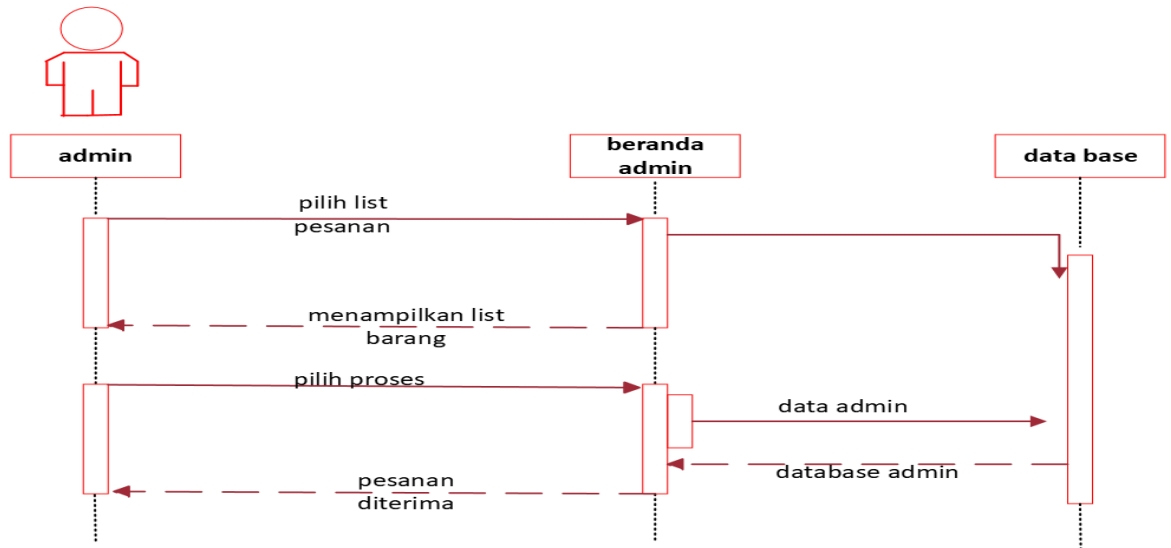 admin
beranda
admin
data base
pilih list
pesanan
menampilkan list
barang
pilih proses
data admin
database admin
pesanan
diterima